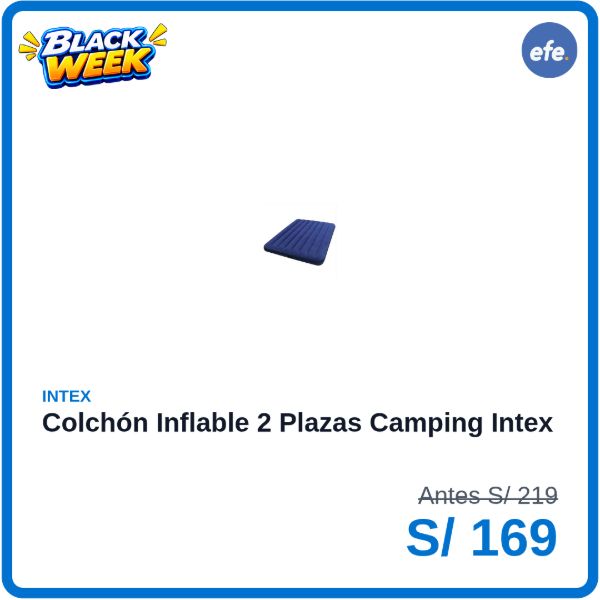 BLACK
WEEK
efe.
INTEX
Colchón Inflable 2 Plazas Camping Intex
Antes S/ 219
S/ 169